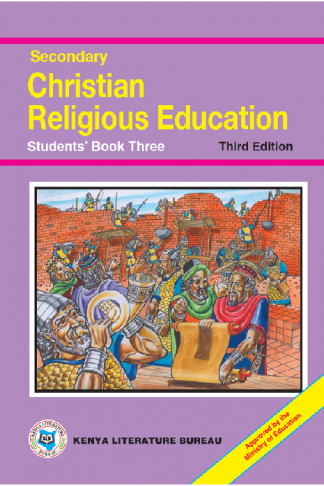 Secondary
Christian
Religious Education
Students' Book Three Third Edition
Approved by the
Ministry of Education
KENYA LITERATURE BUREAU